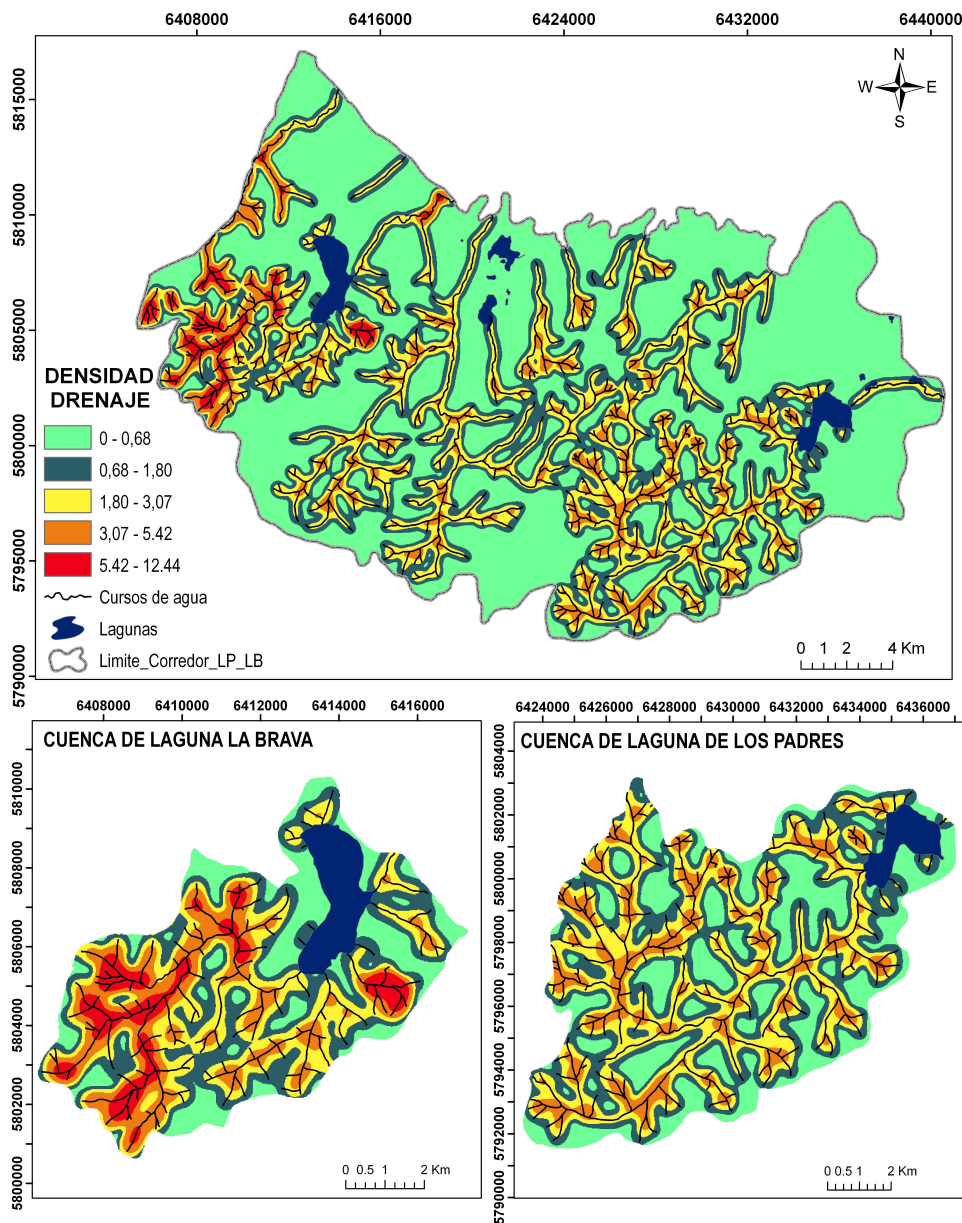 6408000 6416000 6424000 6432000 6440000
5815000
5810000
5805000
5800000
5795000
5790000
N
W E
S
DENSIDAD
DRENAJE
0 - 0,68
0,68 - 1,80
1,80 - 3,07
3,07 - 5.42
5.42 - 12.44
Cursos de agua
Lagunas
Limite_Corredor_LP_LB
0 1 2 4 Km
6408000 6410000 6412000 6414000 6416000
CUENCA DE LAGUNA LA BRAVA
5810000
5808000
5806000
5804000
5802000
5800000
0 0.5 1 2 Km
6424000 6426000 6428000 6430000 6432000 6434000 6436000
CUENCA DE LAGUNA DE LOS PADRES
5804000
5802000
5800000
5798000
5796000
5794000
5792000
5790000
0 0.5 1 2 Km